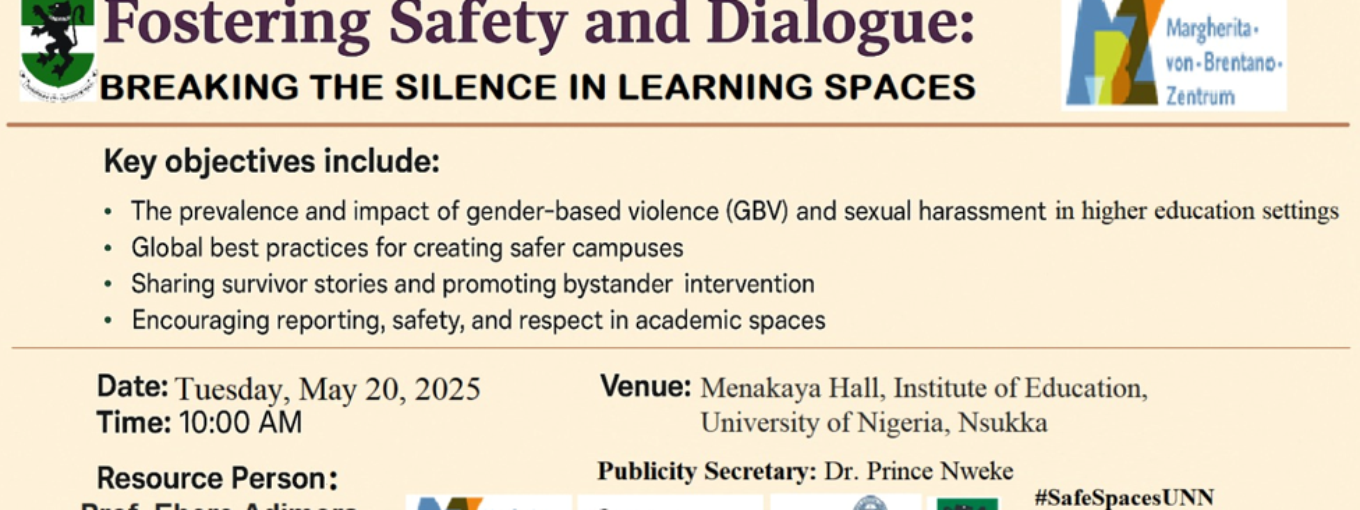 Fostering Safety and Dialogue:
BREAKING THE SILENCE IN LEARNING SPACES
Margherita-
von-Brentano-
Zentrum
Key objectives include:
• The prevalence and impact of gender-based violence (GBV) and sexual harassment in higher education settings
• Global best practices for creating safer campuses
• Sharing survivor stories and promoting bystander intervention
• Encouraging reporting, safety, and respect in academic spaces
Date: Tuesday, May 20, 2025
Time: 10:00 AM
Venue: Menakaya Hall, Institute of Education,
University of Nigeria, Nsukka
Resource Person:
Publicity Secretary: Dr. Prince Nweke
#SafeSpacesUNN
Prof.